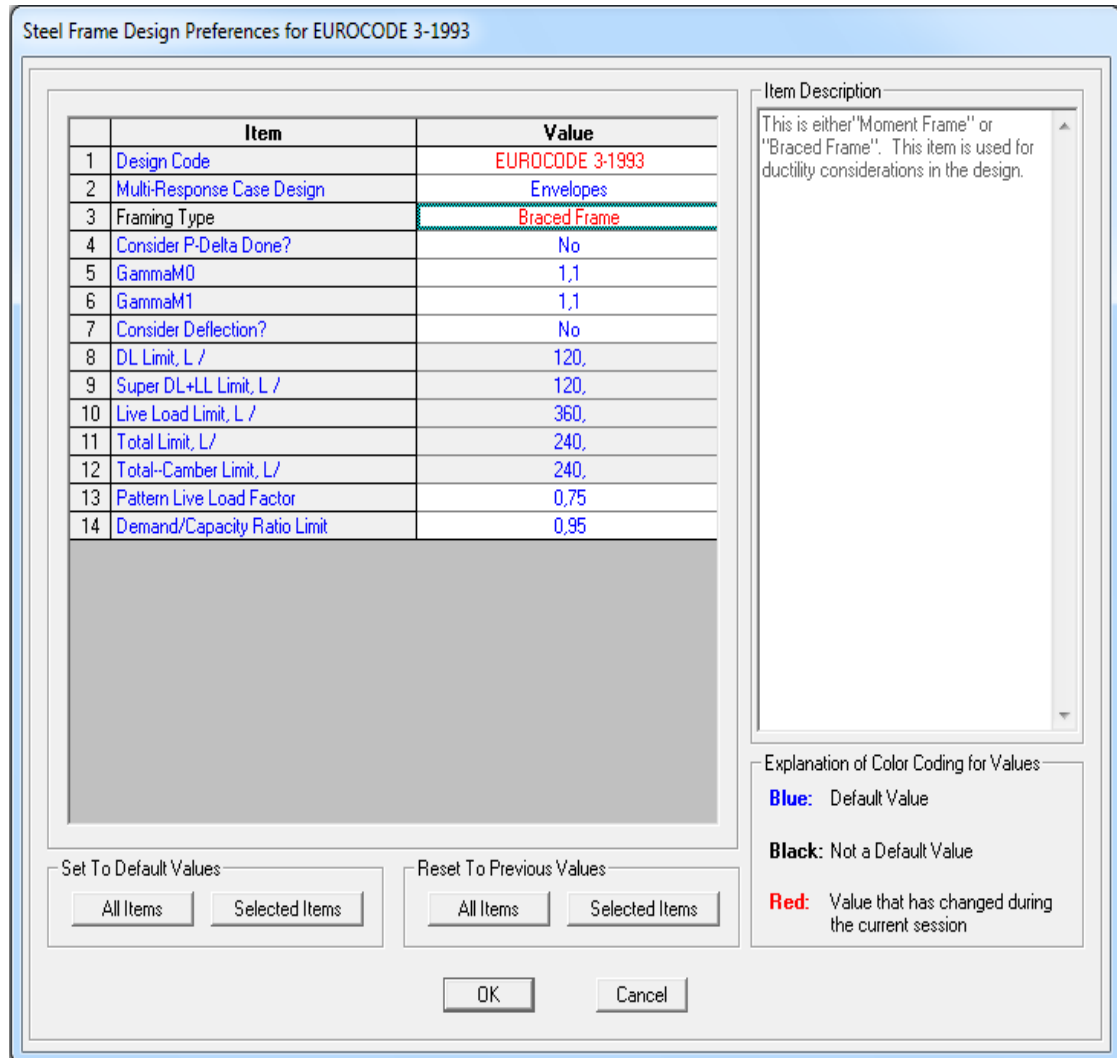 Steel Frame Design Preferences for EUROCODE 3-1993
Item Value
1 Design Code EUROCODE 3-1993
2 Multi-Response Case Design Envelopes
3 Framing Type Braced Frame
4 Consider P-Delta Done? No
5 GammaM0 1,1
6 GammaM1 1,1
7 Consider Deflection? No
8 DL Limit, L / 120,
9 Super DL+LL Limit, L / 120,
10 Live Load Limit, L / 360,
11 Total Limit, L/ 240,
12 Total--Camber Limit, L/ 240,
13 Pattern Live Load Factor 0,75
14 Demand/Capacity Ratio Limit 0,95
Item Description
This is either"Moment Frame" or
"Braced Frame".  This item is used for
ductility considerations in the design.
Explanation of Color Coding for Values
Blue: Default Value
Black: Not a Default Value
Red: Value that has changed during
the current session
Set To Default Values
All Items Selected Items
Reset To Previous Values
All Items Selected Items
OK Cancel